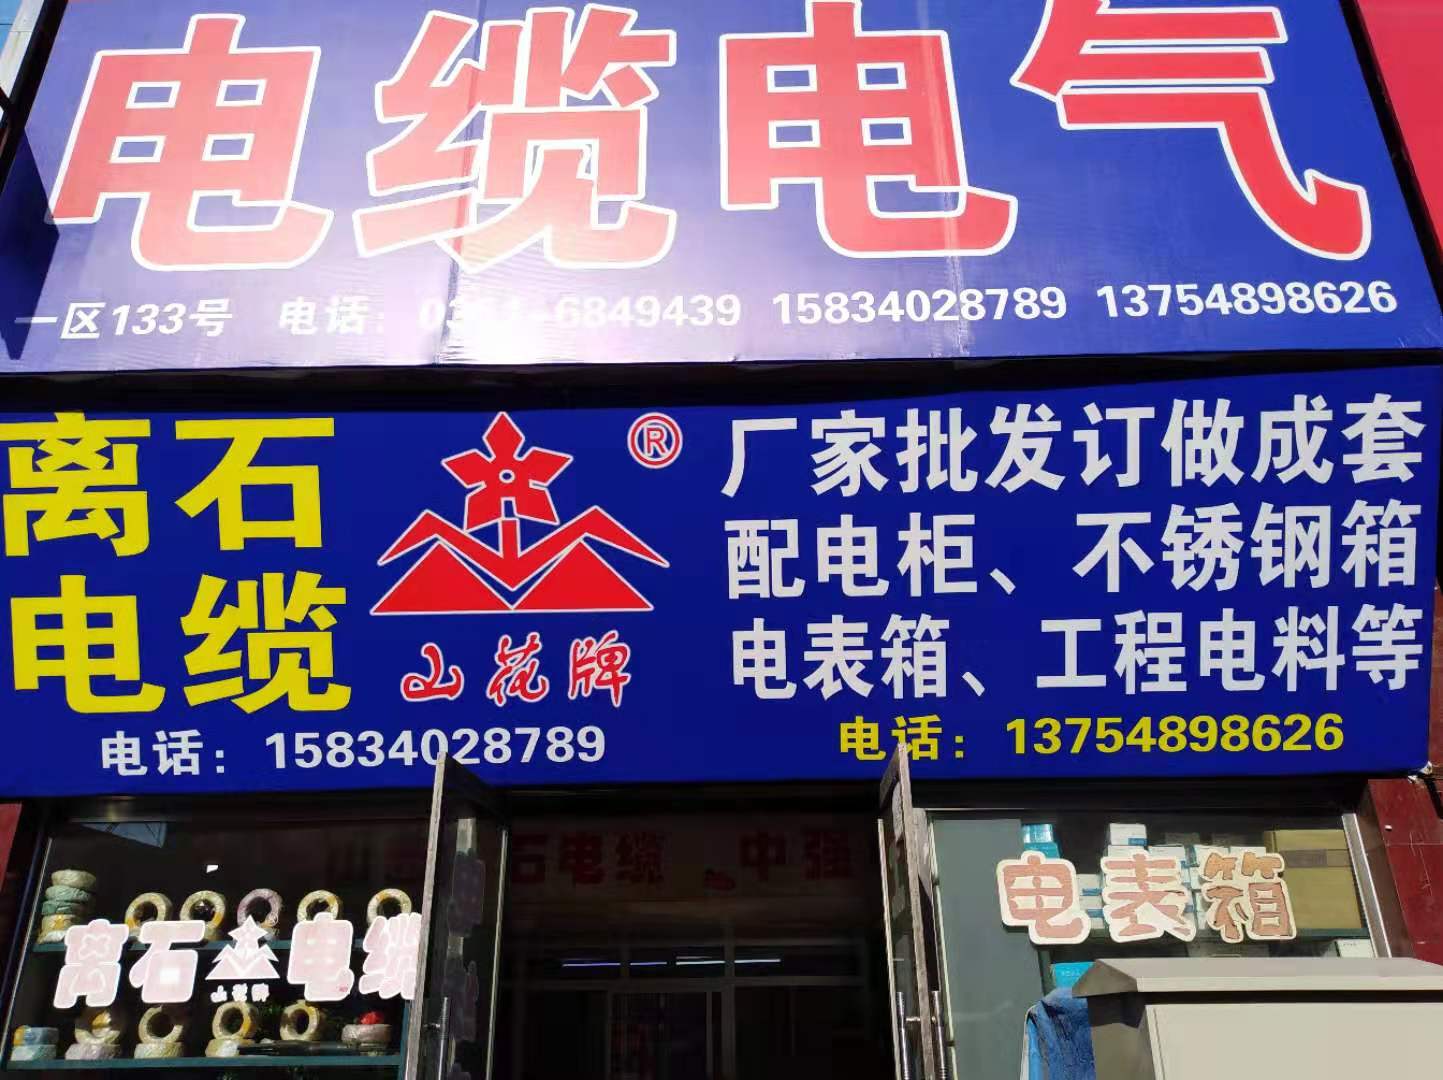 电缆电气
一区133号 电话: 0351-6849439 15834028789 13754898626
离石
电缆
®
山花牌
电话：15834028789
厂家批发订做成套
配电柜、不锈钢箱
电表箱、工程电料等
电话：13754898626
石电缆 中强
离石 电缆
电表箱